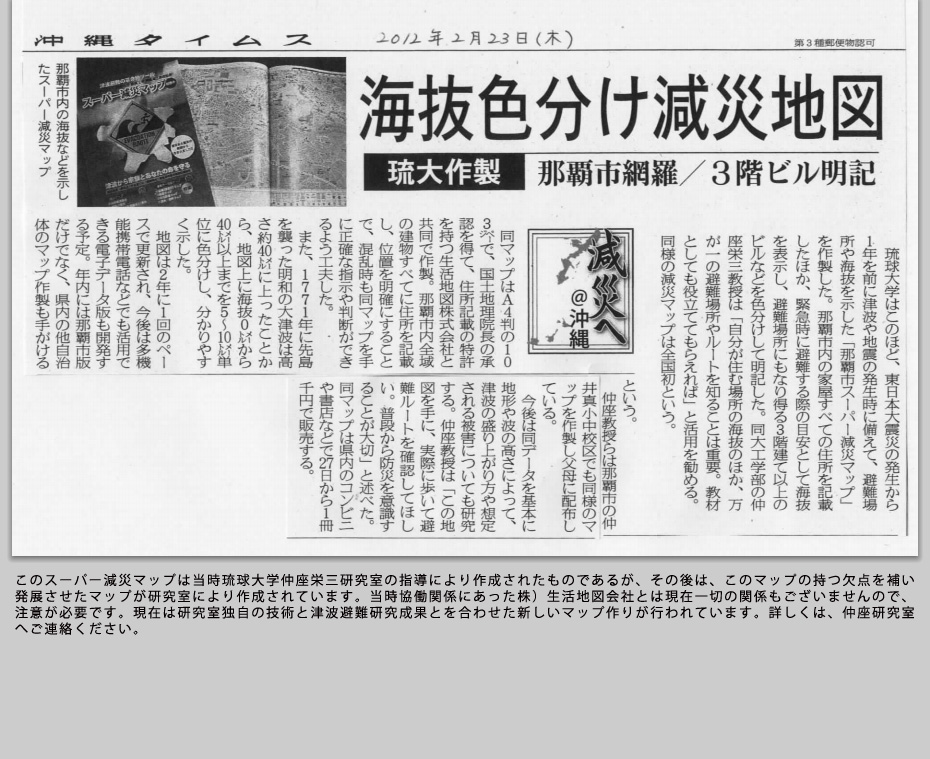 沖縄タイムス
2012年2月23日(木)
第3種郵便物認可
海抜色分け減災地図
琉大作製
那覇市網羅／3階ビル明記
スーパー減災マップ
津波から家族とあなたの命を守る
那覇市内の海抜などを示し
たスーパー減災マップ
琉球大学はこのほど、東日本大震災の発生から
1年を前に津波や地震の発生時に備えて、避難場
所や海抜を示した「那覇市スーパー減災マップ」
を作製した。那覇市内の家屋すべての住所を記載
したほか、緊急時に避難する際の目安として海抜
を表示し、避難場所にもなり得る3階建て以上の
ビルなどを色分けして明記した。同大工学部の仲
座栄三教授は「自分が住む場所の海抜のほか、万
が一の避難場所やルートを知ることは重要。教材
としても役立ててもらえれば」と活用を勧める。
同様の減災マップは全国初という。
減災へ
@沖縄
同マップはA4判の10
3㌻で、国土地理院長の承
認を得て、住所記載の特許
を持つ生活地図株式会社と
共同で作製。那覇市内全域
の建物すべてに住所を記載
し、位置を明確にすること
で、混乱時も同マップを手
に正確な指示や判断ができ
るよう工夫した。
また、1771年に先島
を襲った明和の大津波は高
さ約40㍍に上ったことか
ら、地図上に海抜0㍍から
40㍍以上までを5～10㍍単
位に色分けし、分かりやす
く示した。
地図は2年に1回のペー
スで更新され、今後は多機
能携帯電話などでも活用で
きる電子データ版も開発す
る予定。年内には那覇市版
だけでなく、県内の他自治
体のマップ作製も手がける
という。
仲座教授らは那覇市の仲
井真小中校区でも同様のマ
ップを作製し父母に配布し
ている。
今後は同データを基本に
地形や波の高さによって、
津波の盛り上がり方や想定
される被害についても研究
する。仲座教授は「この地
図を手に、実際に歩いて避
難ルートを確認してほし
い。普段から防災を意識す
ることが大切」と述べた。
同マップは県内のコンビニ
や書店などで27日から1冊
千円で販売する。
このスーパー減災マップは当時琉球大学仲座栄三研究室の指導により作成されたものであるが、その後は、このマップの持つ欠点を補い
発展させたマップが研究室により作成されています。当時協働関係にあった株）生活地図会社とは現在一切の関係もございませんので、
注意が必要です。現在は研究室独自の技術と津波避難研究成果とを合わせた新しいマップ作りが行われています。詳しくは、仲座研究室
へご連絡ください。